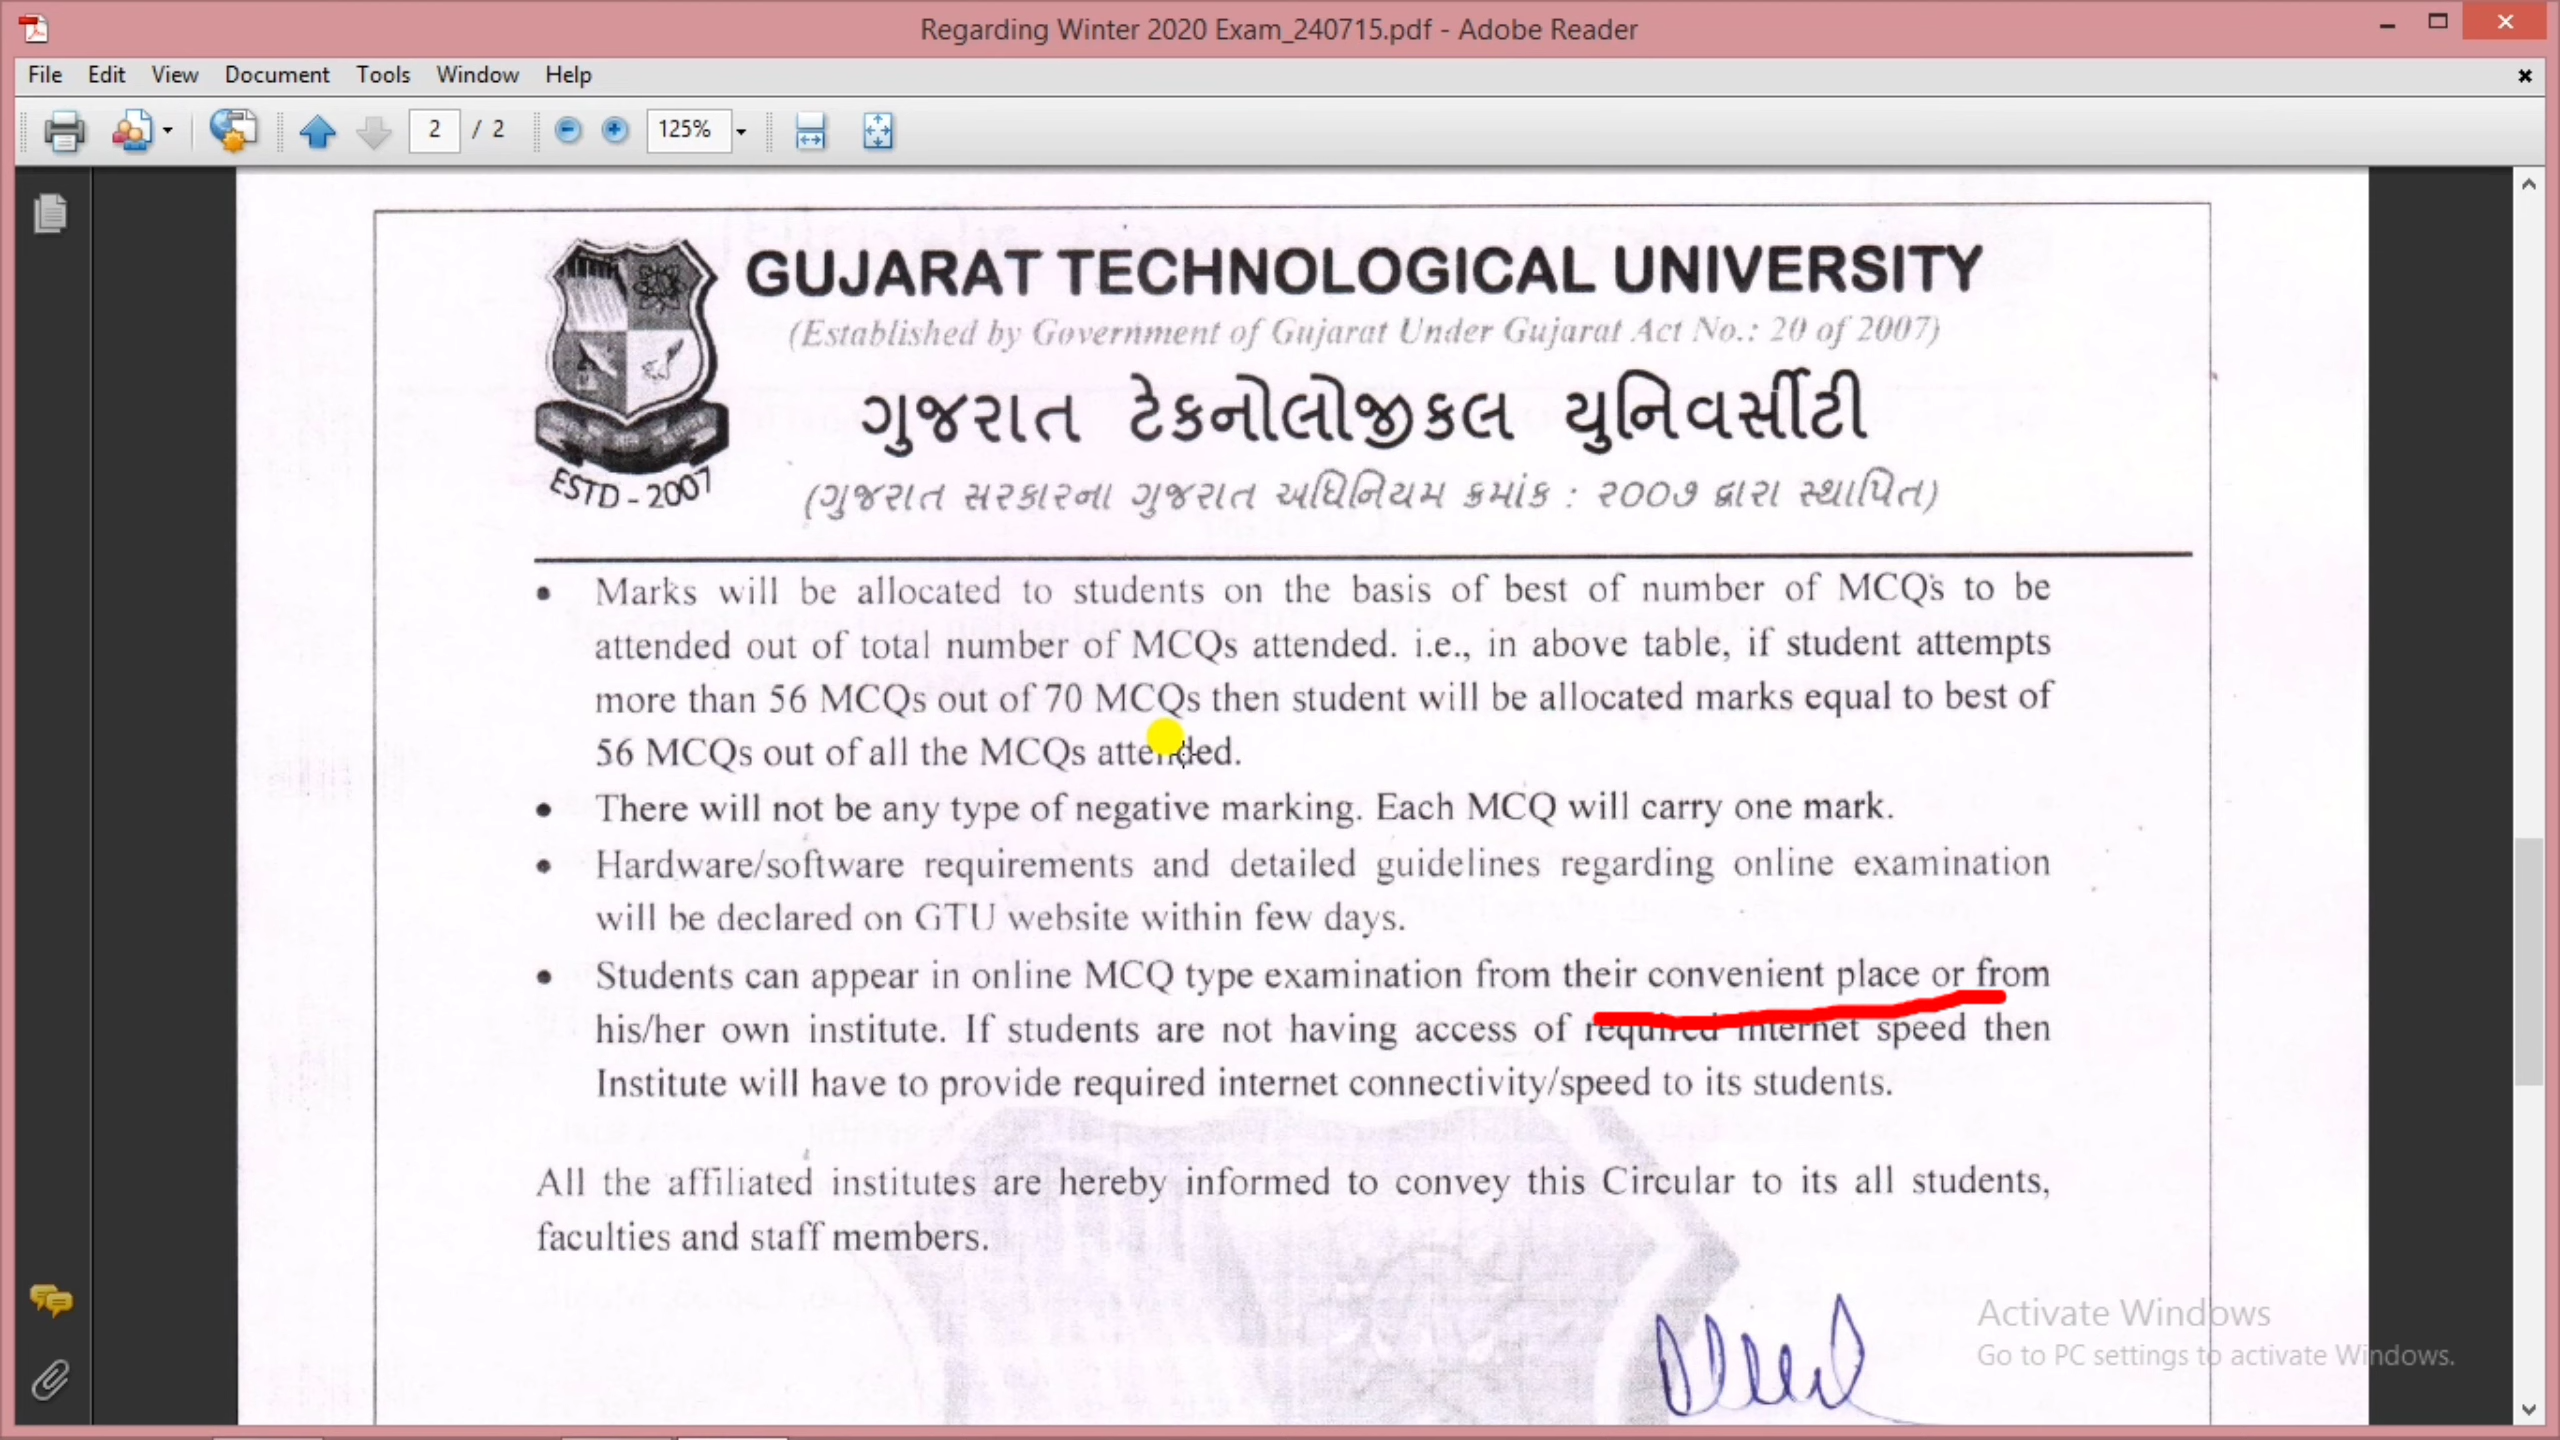 Regarding Winter 2020 Exam_240715.pdf - Adobe Reader
File Edit View Document Tools Window Help
2 / 2 125%
GUJARAT TECHNOLOGICAL UNIVERSITY
(Established by Government of Gujarat Under Gujarat Act No.: 20 of 2007)
ગુજરાત ટેકનોલોજીકલ યુનિવર્સીટી
(ગુજરાત સરકારના ગુજરાત અધિનિયમ ક્રમાંક : ૨૦૦૭ દ્વારા સ્થાપિત)
ESTD - 2007
• Marks will be allocated to students on the basis of best of number of MCQs to be
attended out of total number of MCQs attended. i.e., in above table, if student attempts
more than 56 MCQs out of 70 MCQs then student will be allocated marks equal to best of
56 MCQs out of all the MCQs attended.
• There will not be any type of negative marking. Each MCQ will carry one mark.
• Hardware/software requirements and detailed guidelines regarding online examination
will be declared on GTU website within few days.
• Students can appear in online MCQ type examination from their convenient place or from
his/her own institute. If students are not having access of required internet speed then
Institute will have to provide required internet connectivity/speed to its students.
All the affiliated institutes are hereby informed to convey this Circular to its all students,
faculties and staff members.
Activate Windows
Go to PC settings to activate Windows.